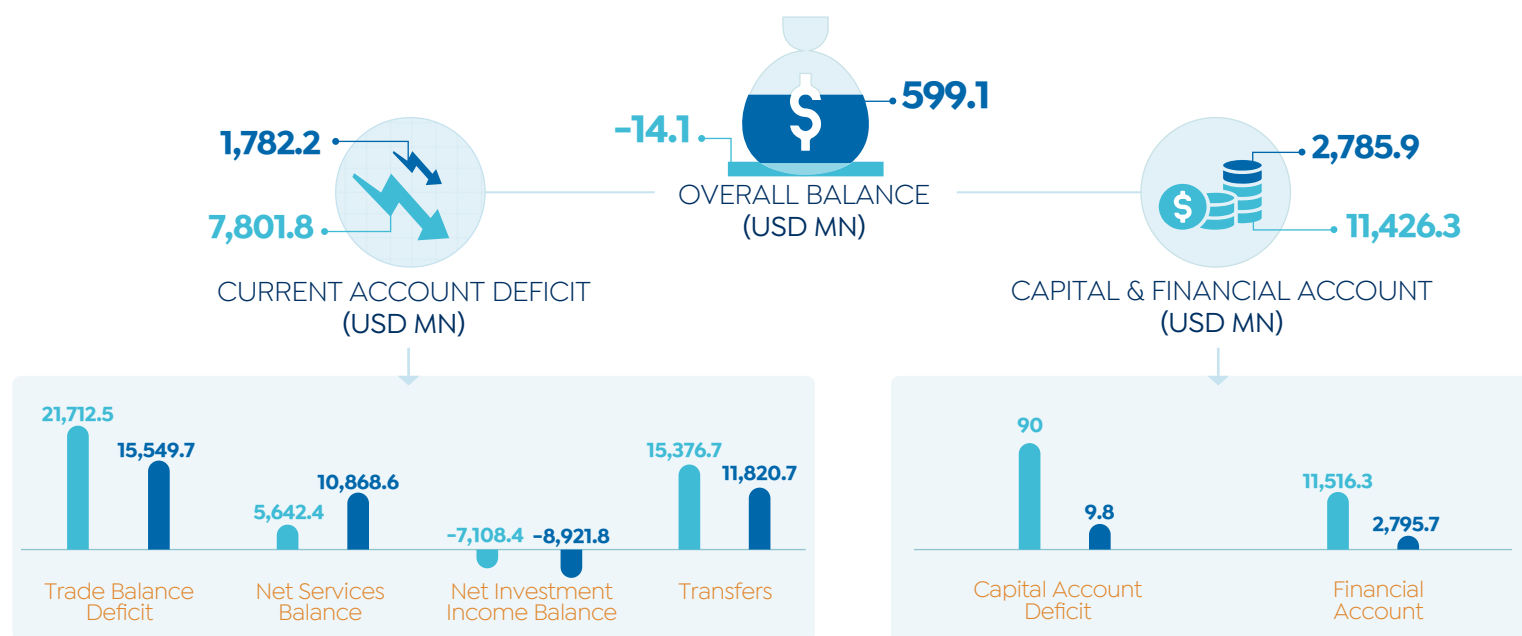 599.1
-14.1
OVERALL BALANCE
(USD MN)
1,782.2
7,801.8
CURRENT ACCOUNT DEFICIT
(USD MN)
2,785.9
11,426.3
CAPITAL & FINANCIAL ACCOUNT
(USD MN)
21,712.5
15,549.7
Trade Balance
Deficit
5,642.4
10,868.6
Net Services
Balance
-7,108.4
-8,921.8
Net Investment
Income Balance
15,376.7
11,820.7
Transfers
90
9.8
Capital Account
Deficit
11,516.3
2,795.7
Financial
Account
$
$